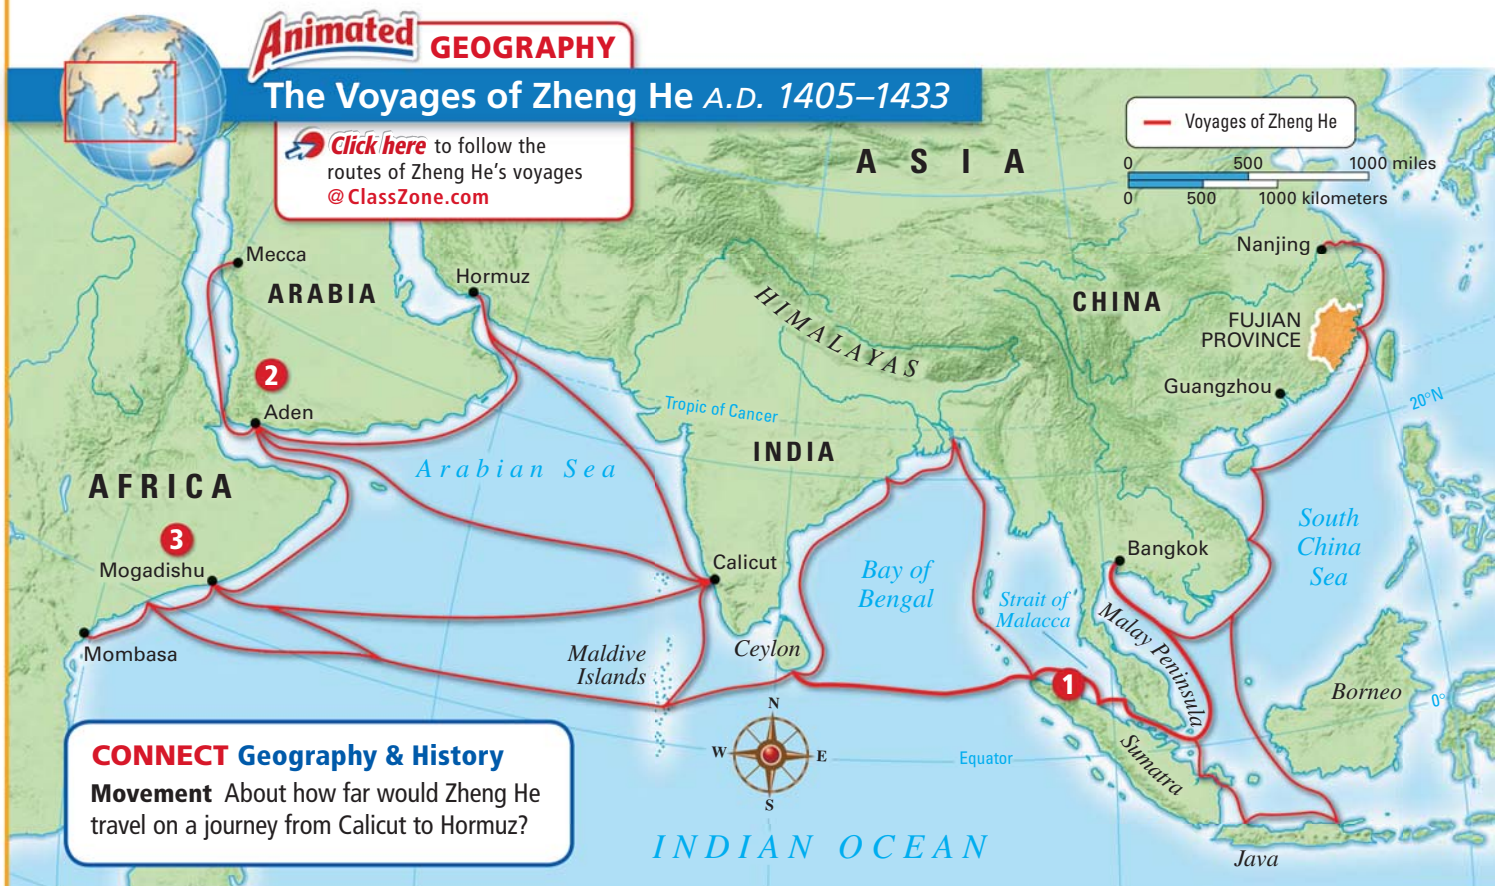 Animated GEOGRAPHY
The Voyages of Zheng He A.D. 1405–1433
Click here to follow the
routes of Zheng He's voyages
@ ClassZone.com
Voyages of Zheng He
0 500 1000 miles
0 500 1000 kilometers
ASIA
Nanjing
Mecca
Hormuz
ARABIA
HIMALAYAS
CHINA
FUJIAN
PROVINCE
2
Guangzhou
Aden
Tropic of Cancer
20°N
INDIA
Arabian Sea
AFRICA
South
China
Sea
3
Mogadishu
Calicut
Bangkok
Bay of
Bengal
Strait of
Malacca
Malay Peninsula
Mombasa
Maldive
Islands
Ceylon
1
Borneo
0°
N
W E
S
Equator
Sumatra
CONNECT Geography & History
Movement About how far would Zheng He
travel on a journey from Calicut to Hormuz?
INDIAN OCEAN
Java